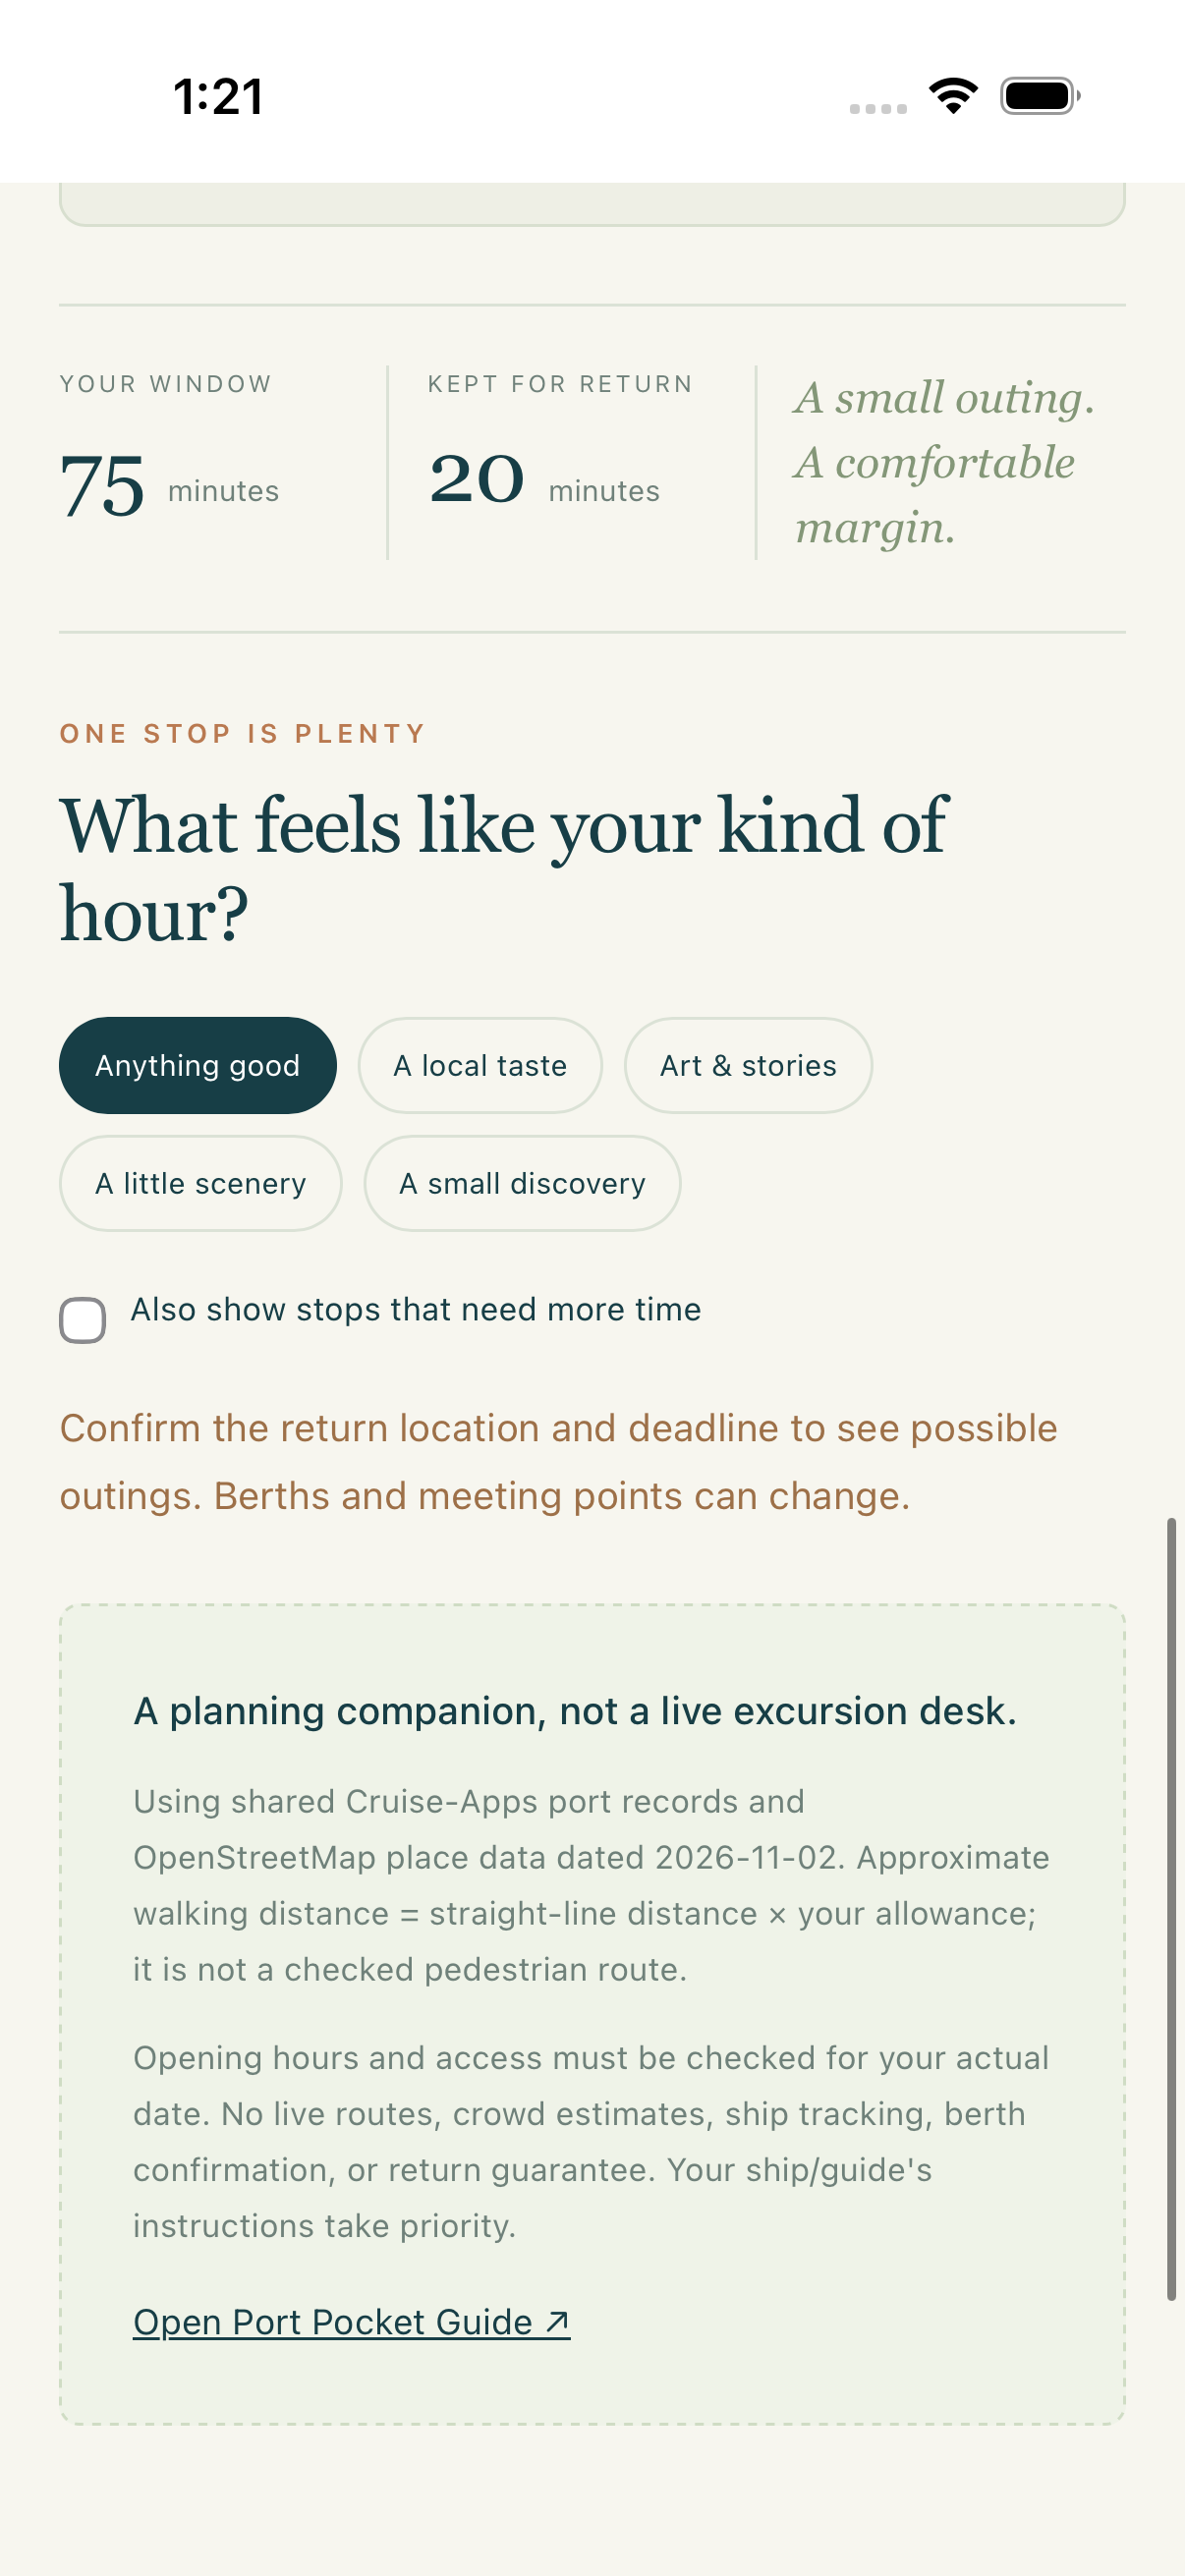 1:21
YOUR WINDOW
75 minutes
KEPT FOR RETURN
20 minutes
A small outing.
A comfortable
margin.
ONE STOP IS PLENTY
What feels like your kind of
hour?
Anything good
A local taste
Art & stories
A little scenery
A small discovery
Also show stops that need more time
Confirm the return location and deadline to see possible
outings. Berths and meeting points can change.
A planning companion, not a live excursion desk.
Using shared Cruise-Apps port records and
OpenStreetMap place data dated 2026-11-02. Approximate
walking distance = straight-line distance × your allowance;
it is not a checked pedestrian route.
Opening hours and access must be checked for your actual
date. No live routes, crowd estimates, ship tracking, berth
confirmation, or return guarantee. Your ship/guide's
instructions take priority.
Open Port Pocket Guide ↗